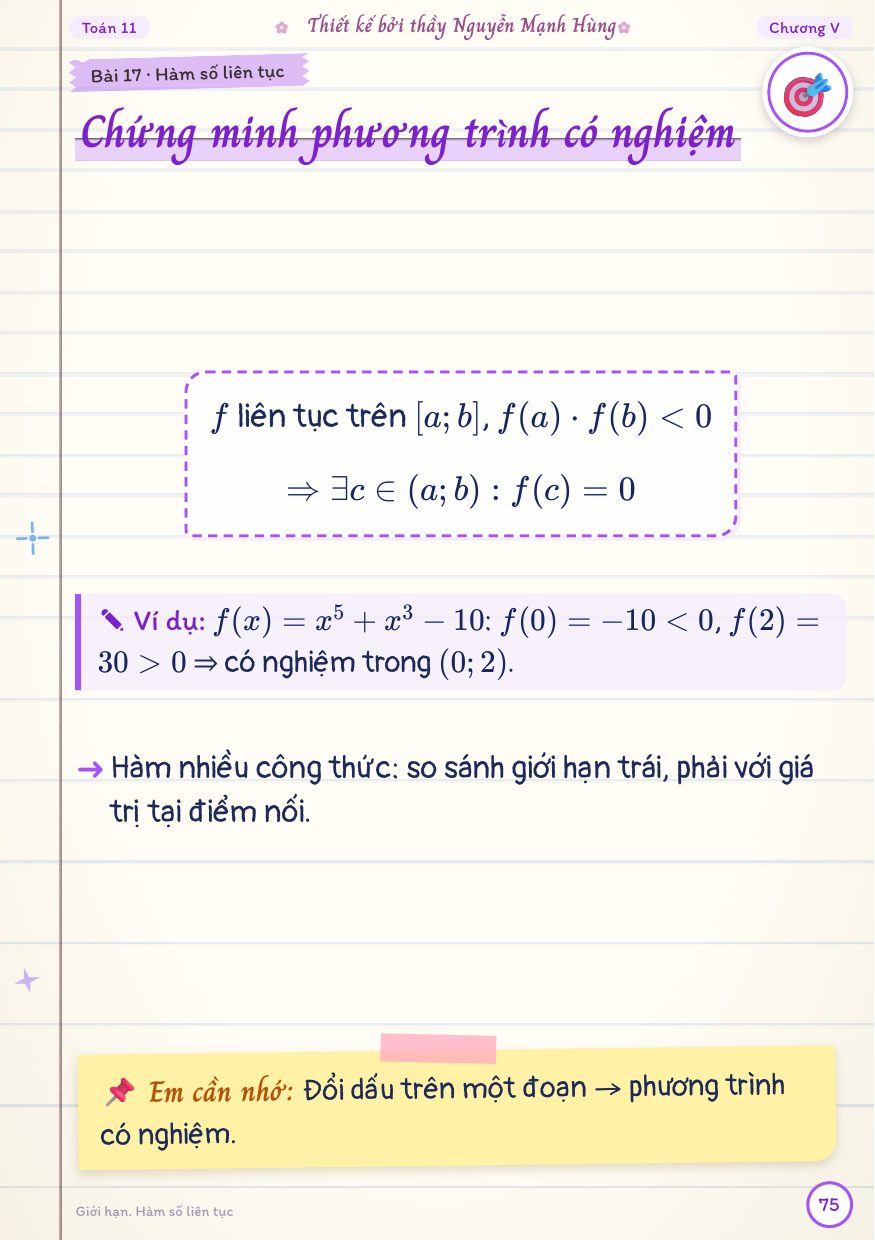 Toán 11
Thiết kế bởi thầy Nguyễn Mạnh Hùng
Chương V
Bài 17 · Hàm số liên tục
Chứng minh phương trình có nghiệm
f liên tục trên [a; b], f(a) · f(b) < 0
⇒ ∃c ∈ (a; b) : f(c) = 0
Ví dụ: f(x) = x⁵ + x³ − 10: f(0) = −10 < 0, f(2) =
30 > 0 ⇒ có nghiệm trong (0; 2).
→ Hàm nhiều công thức: so sánh giới hạn trái, phải với giá
trị tại điểm nối.
Em cần nhớ: Đổi dấu trên một đoạn → phương trình
có nghiệm.
Giới hạn. Hàm số liên tục
75